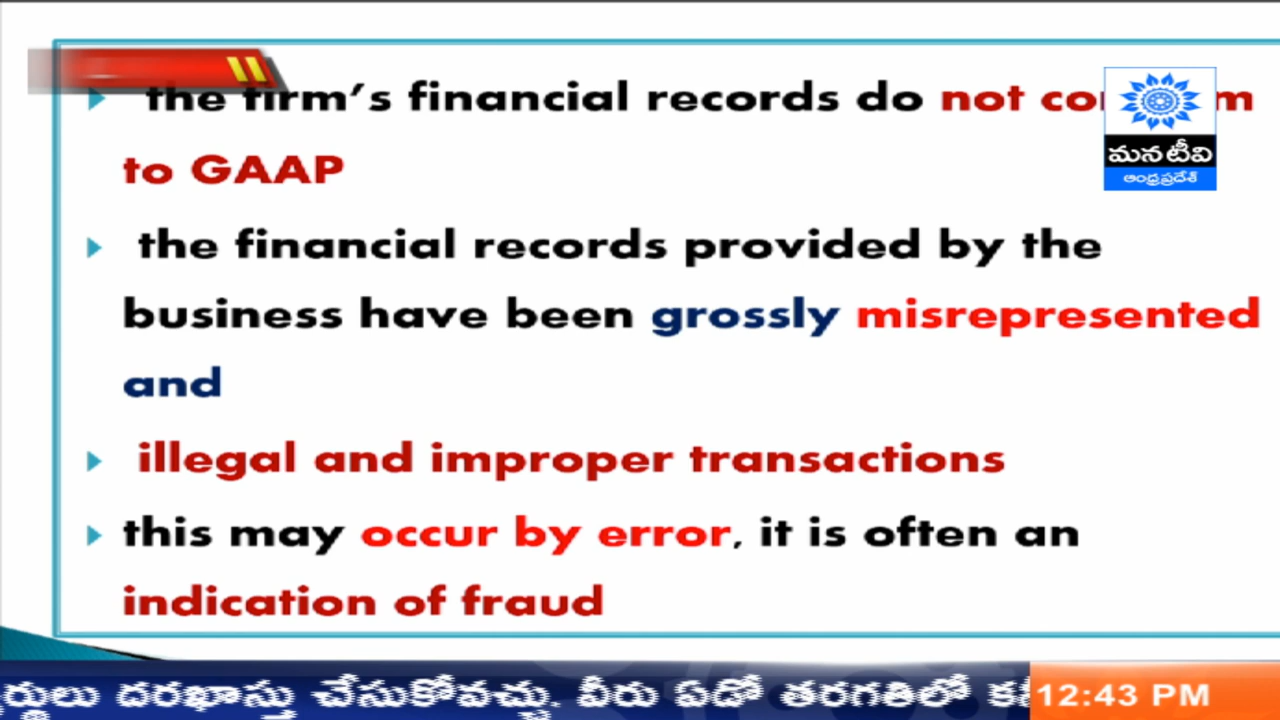 the firm's financial records do not
to GAAP
the financial records provided by the
business have been grossly misrepresented
and
illegal and improper transactions
this may occur by error, it is often an
indication of fraud
మన టీవి
ఆంధ్రప్రదేశ్
దరఖాస్తు చేసుకోవచ్చు. వీరు ఏడో తరగతిలో
12:43 PM